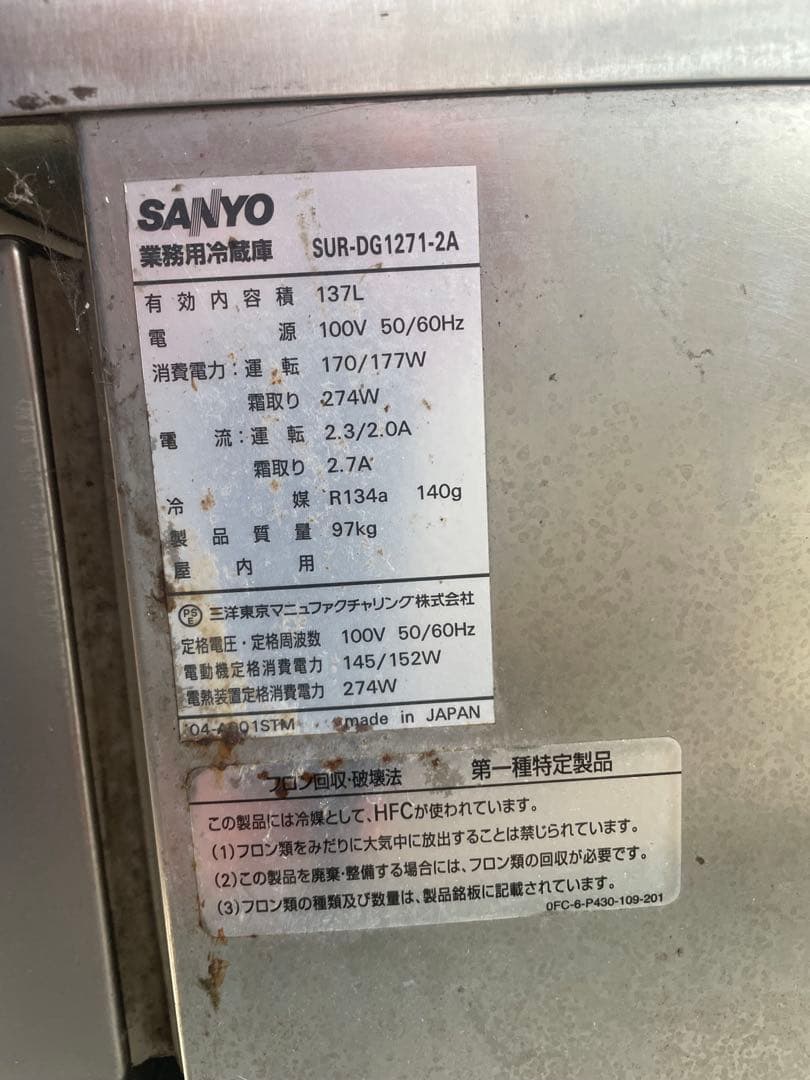 SANYO
業務用冷蔵庫 SUR-DG1271-2A
有効内容積 137L
電源 100V 50/60Hz
消費電力:運転 170/177W
霜取り 274W
電流:運転 2.3/2.0A
霜取り 2.7A
冷媒 R134a 140g
製品質量 97kg
屋内用
PSE 三洋東京マニュファクチャリング株式会社
定格電圧・定格周波数 100V 50/60Hz
電動機定格消費電力 145/152W
電熱装置定格消費電力 274W
made in JAPAN
フロン回収・破壊法 第一種特定製品
この製品には冷媒として、HFCが使われています。
(1)フロン類をみだりに大気中に放出することは禁じられています。
(2)この製品を廃棄・整備する場合には、フロン類の回収が必要です。
(3)フロン類の種類及び数量は、製品銘板に記載されています。
0FC-6-P430-109-201